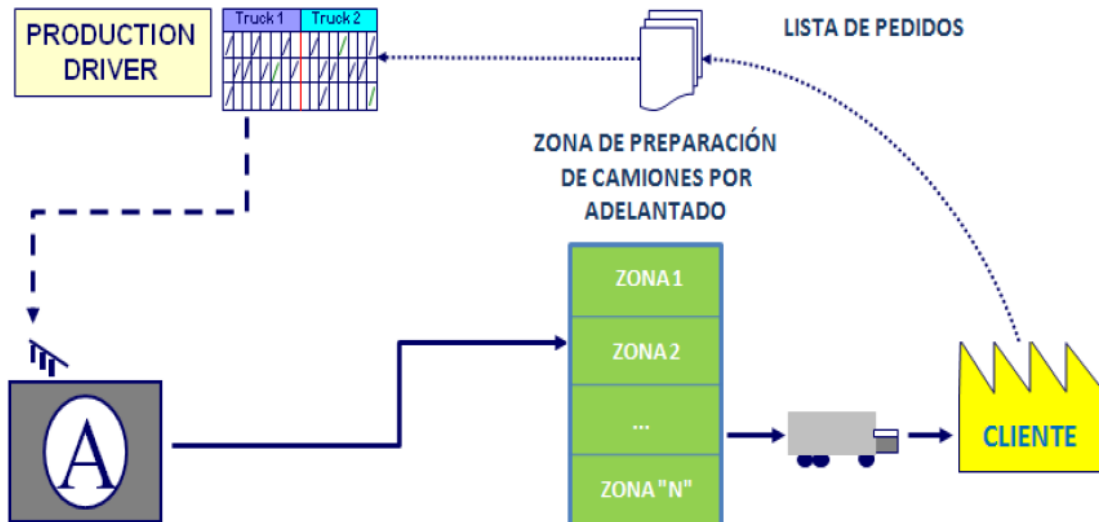 PRODUCTION
DRIVER
Truck 1 Truck 2
LISTA DE PEDIDOS
ZONA DE PREPARACIÓN
DE CAMIONES POR
ADELANTADO
ZONA 1
ZONA 2
...
ZONA "N"
A
CLIENTE